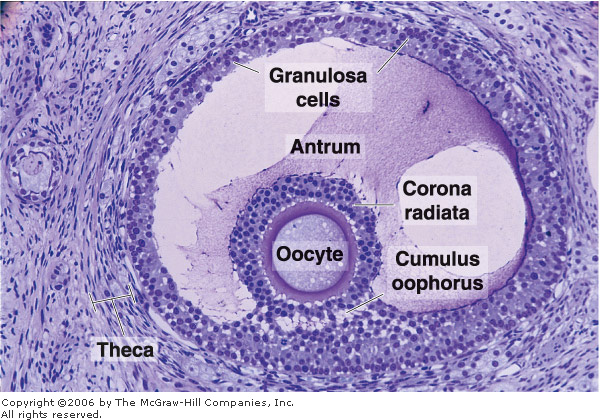 Granulosa
cells
Antrum
Corona
radiata
Oocyte
Cumulus
oophorus
Theca
Copyright ©2006 by The McGraw-Hill Companies, Inc.
All rights reserved.